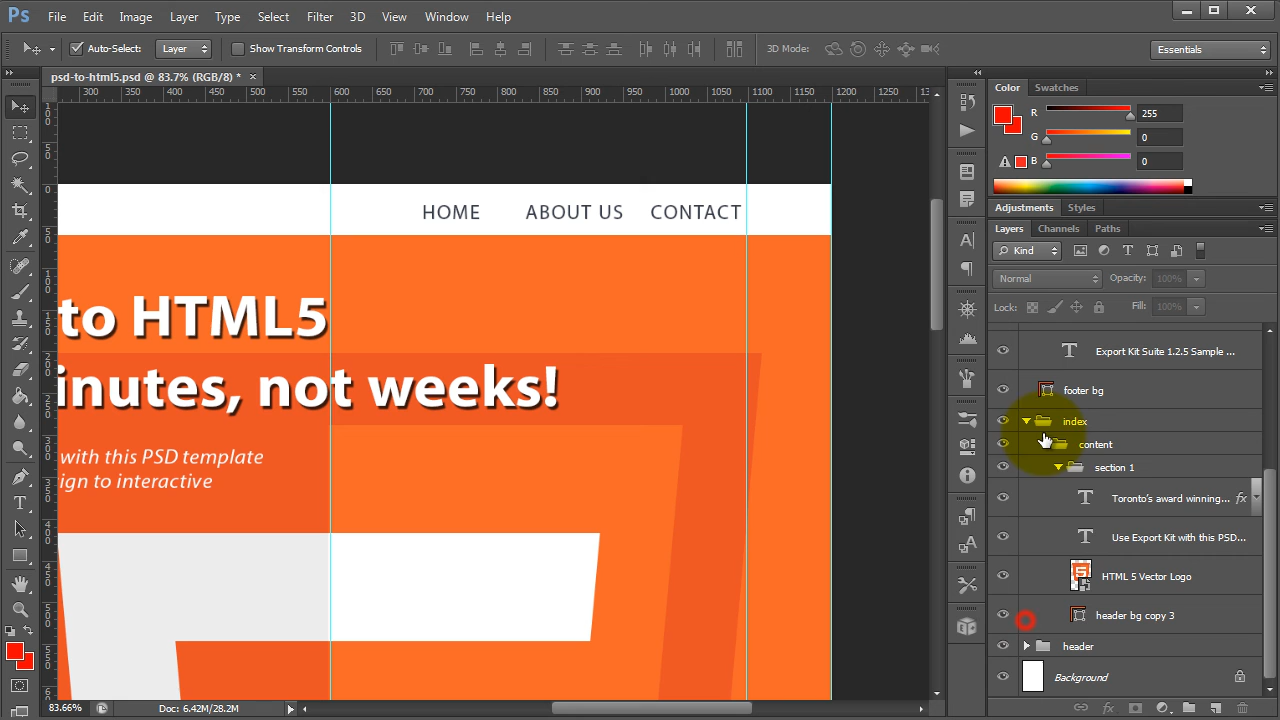 Ps File Edit Image Layer Type Select Filter 3D View Window Help
Auto-Select: Layer Show Transform Controls 3D Mode: Essentials
psd-to-html5.psd @ 83.7% (RGB/8) * ×
300 350 400 450 500 550 600 650 700 750 800 850 900 950 1000 1050 1100 1150 1200 1250
HOME ABOUT US CONTACT
to HTML5
inutes, not weeks!
with this PSD template
ign to interactive
83.66% Doc: 6.42M/28.2M
Color Swatches
R 255
G 0
B 0
Adjustments Styles
Layers Channels Paths
Kind
Normal Opacity: 100%
Lock: Fill: 100%
Export Kit Suite 1.2.5 Sample ...
footer bg
index
content
section 1
Toronto's award winning... fx
Use Export Kit with this PSD...
HTML 5 Vector Logo
header bg copy 3
header
Background